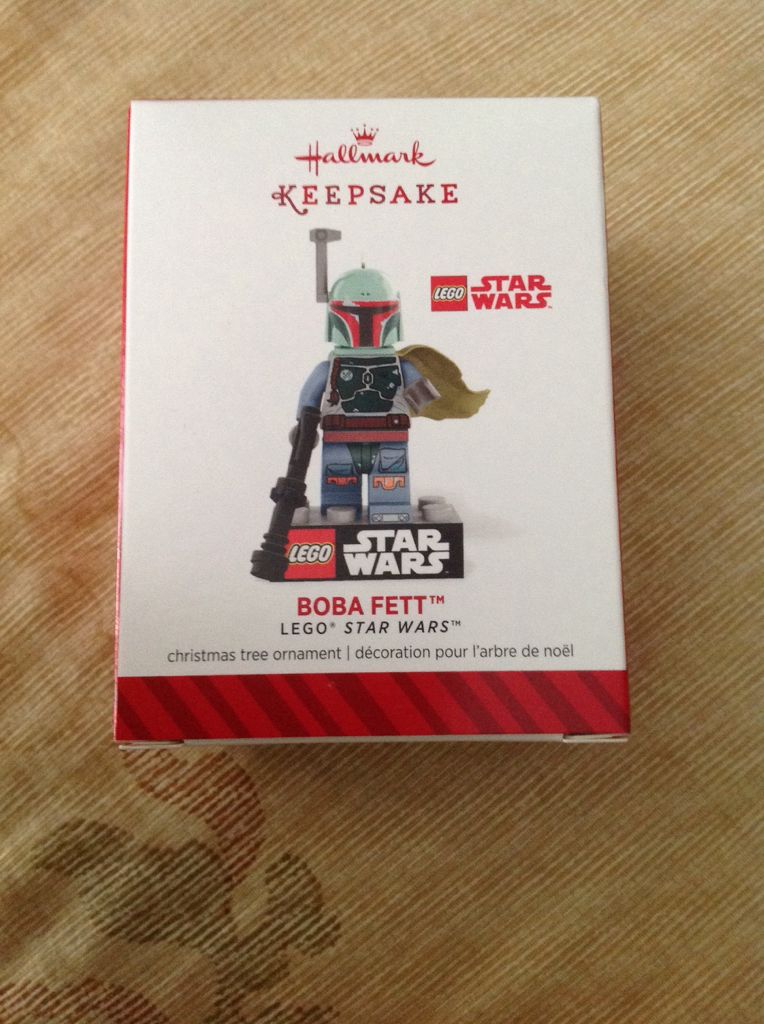 Hallmark
KEEPSAKE
LEGO STAR WARS™
LEGO STAR WARS
BOBA FETT™
LEGO® STAR WARS™
christmas tree ornament | décoration pour l'arbre de noël